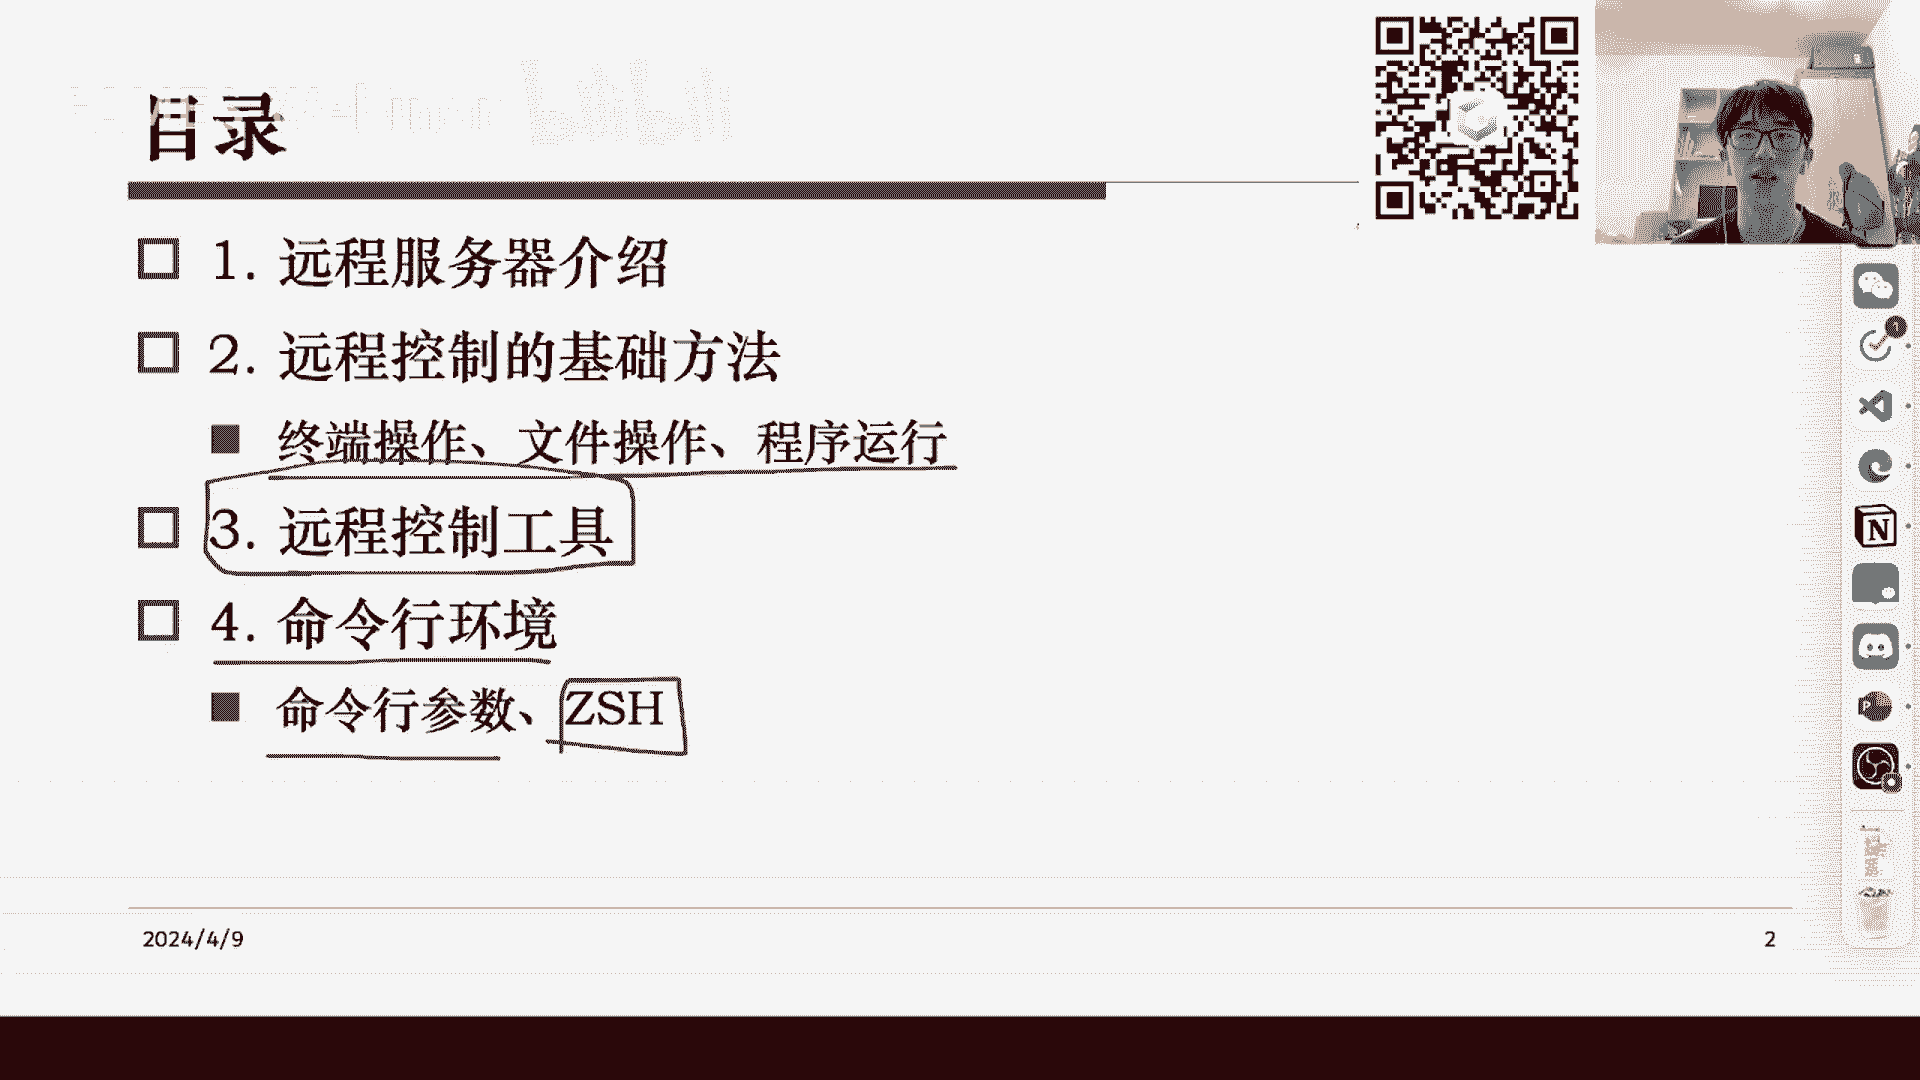 目录
1. 远程服务器介绍
2. 远程控制的基础方法
终端操作、文件操作、程序运行
3. 远程控制工具
4. 命令行环境
命令行参数、ZSH
2024/4/9
2